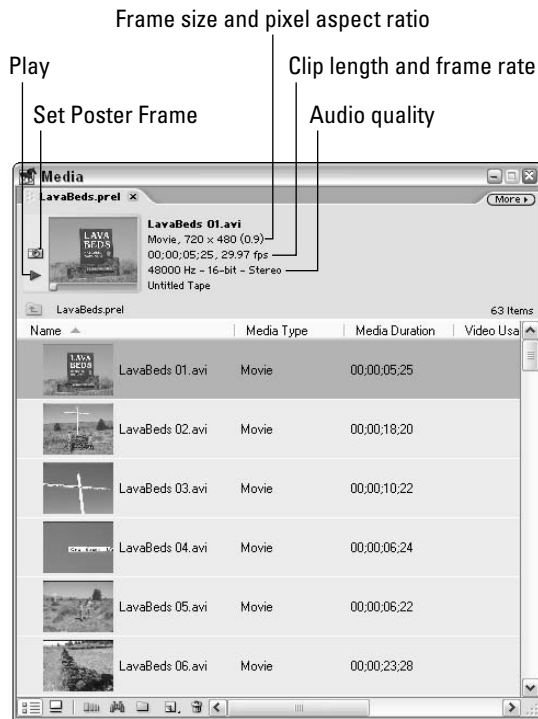 Frame size and pixel aspect ratio
Play
Clip length and frame rate
Set Poster Frame
Audio quality
Media
LavaBeds.prel
More
LavaBeds 01.avi
Movie, 720 x 480 (0.9)
00;00;05;25, 29.97 fps
48000 Hz - 16-bit - Stereo
Untitled Tape
LAVA BEDS
LavaBeds.prel
63 Items
Name
Media Type
Media Duration
Video Usa
LAVA BEDS
LavaBeds 01.avi
Movie
00;00;05;25
LavaBeds 02.avi
Movie
00;00;18;20
LavaBeds 03.avi
Movie
00;00;10;22
LavaBeds 04.avi
Movie
00;00;06;24
LavaBeds 05.avi
Movie
00;00;06;22
LavaBeds 06.avi
Movie
00;00;23;28